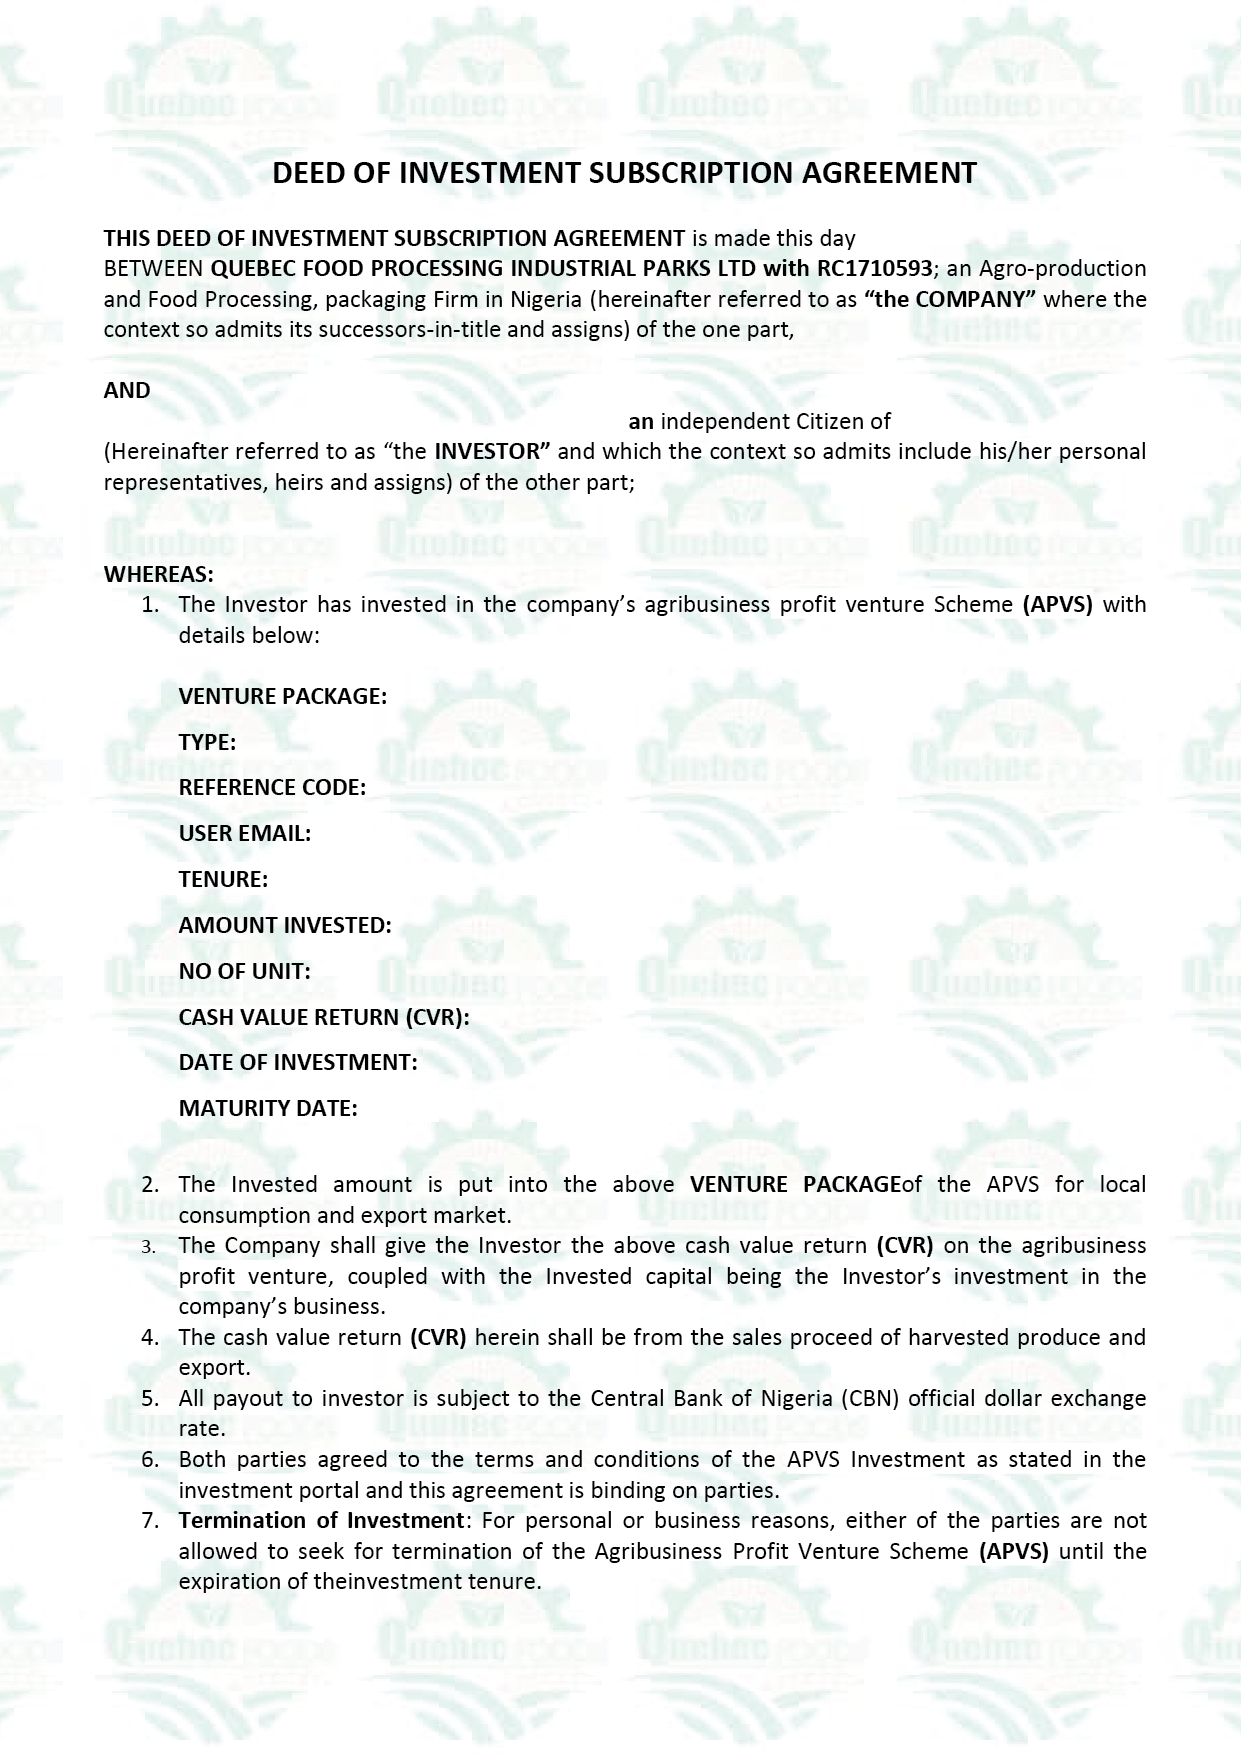 DEED OF INVESTMENT SUBSCRIPTION AGREEMENT
THIS DEED OF INVESTMENT SUBSCRIPTION AGREEMENT is made this day
BETWEEN QUEBEC FOOD PROCESSING INDUSTRIAL PARKS LTD with RC1710593; an Agro-production
and Food Processing, packaging Firm in Nigeria (hereinafter referred to as “the COMPANY” where the
context so admits its successors-in-title and assigns) of the one part,
AND
an independent Citizen of
(Hereinafter referred to as “the INVESTOR” and which the context so admits include his/her personal
representatives, heirs and assigns) of the other part;
WHEREAS:
1. The Investor has invested in the company’s agribusiness profit venture Scheme (APVS) with
details below:
VENTURE PACKAGE:
TYPE:
REFERENCE CODE:
USER EMAIL:
TENURE:
AMOUNT INVESTED:
NO OF UNIT:
CASH VALUE RETURN (CVR):
DATE OF INVESTMENT:
MATURITY DATE:
2. The Invested amount is put into the above VENTURE PACKAGEof the APVS for local
consumption and export market.
3. The Company shall give the Investor the above cash value return (CVR) on the agribusiness
profit venture, coupled with the Invested capital being the Investor’s investment in the
company’s business.
4. The cash value return (CVR) herein shall be from the sales proceed of harvested produce and
export.
5. All payout to investor is subject to the Central Bank of Nigeria (CBN) official dollar exchange
rate.
6. Both parties agreed to the terms and conditions of the APVS Investment as stated in the
investment portal and this agreement is binding on parties.
7. Termination of Investment: For personal or business reasons, either of the parties are not
allowed to seek for termination of the Agribusiness Profit Venture Scheme (APVS) until the
expiration of theinvestment tenure.